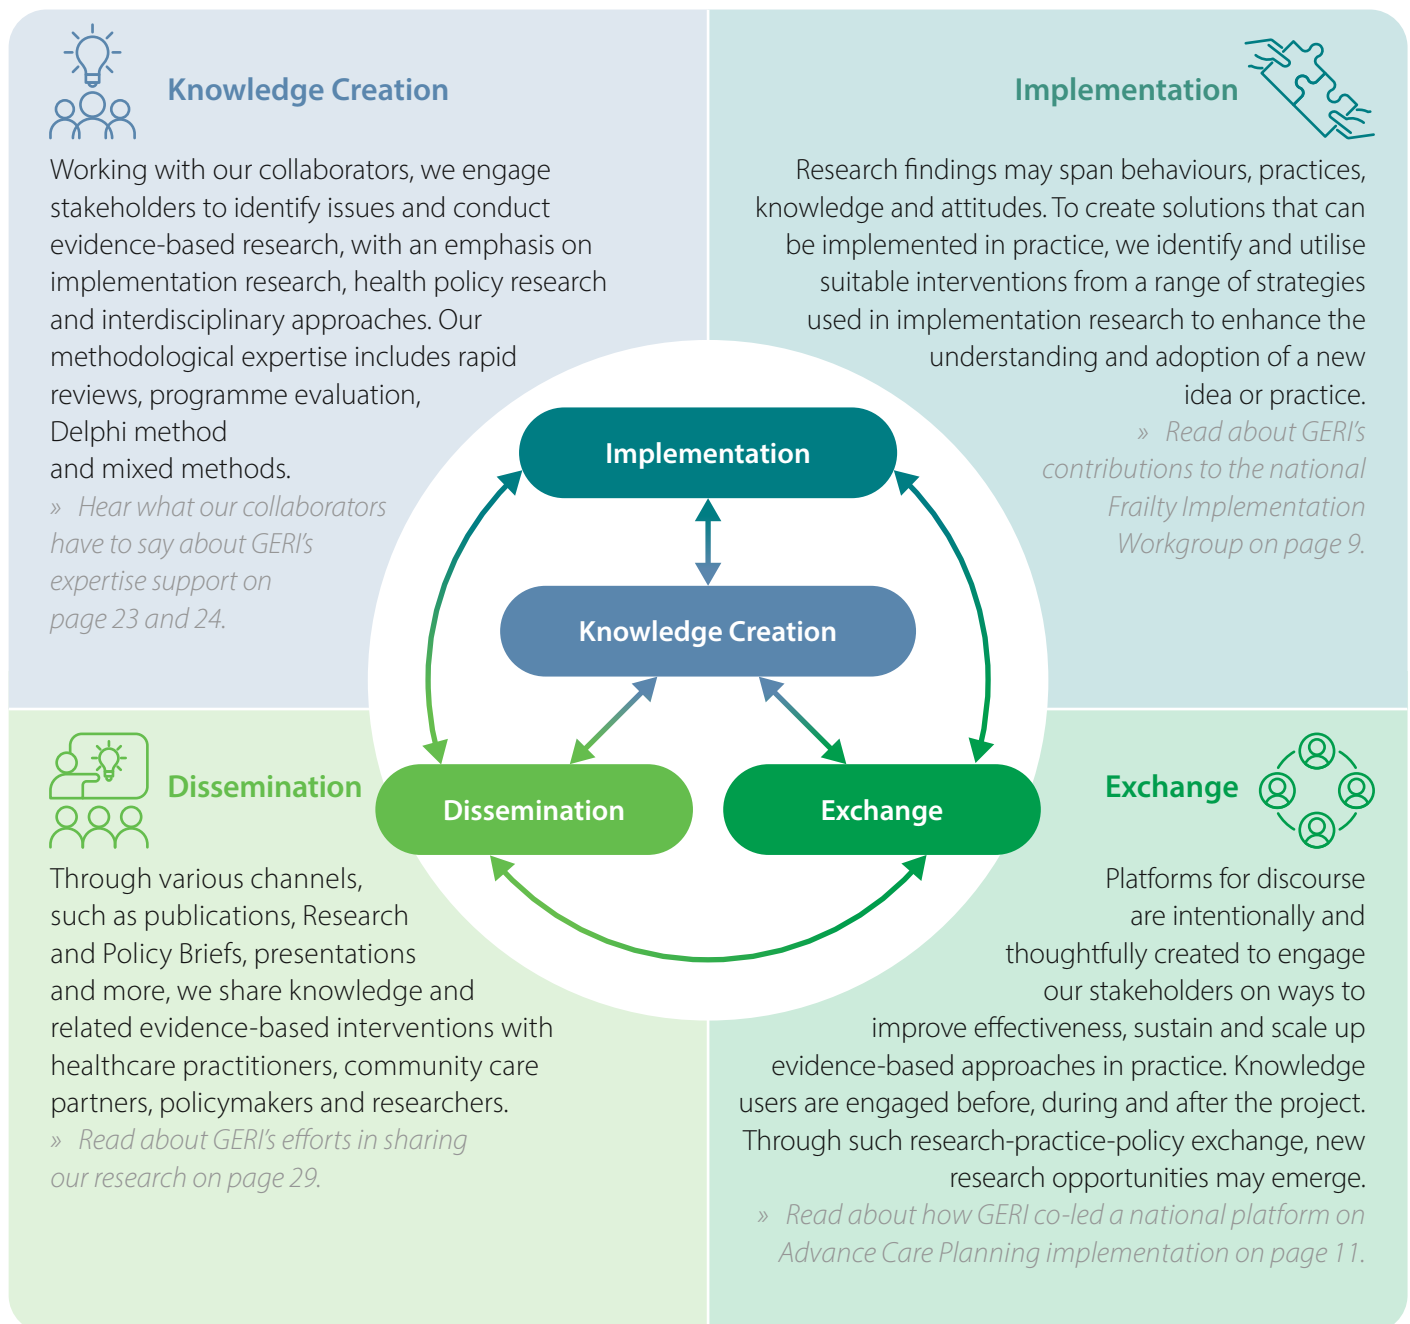 Knowledge Creation
Working with our collaborators, we engage
stakeholders to identify issues and conduct
evidence-based research, with an emphasis on
implementation research, health policy research
and interdisciplinary approaches. Our
methodological expertise includes rapid
reviews, programme evaluation,
Delphi method
and mixed methods.
» Hear what our collaborators
have to say about GERI’s
expertise support on
page 23 and 24.
Implementation
Research findings may span behaviours, practices,
knowledge and attitudes. To create solutions that can
be implemented in practice, we identify and utilise
suitable interventions from a range of strategies
used in implementation research to enhance the
understanding and adoption of a new
idea or practice.
» Read about GERI’s
contributions to the national
Frailty Implementation
Workgroup on page 9.
Implementation
Knowledge Creation
Dissemination
Exchange
Dissemination
Through various channels,
such as publications, Research
and Policy Briefs, presentations
and more, we share knowledge and
related evidence-based interventions with
healthcare practitioners, community care
partners, policymakers and researchers.
» Read about GERI’s efforts in sharing
our research on page 29.
Exchange
Platforms for discourse
are intentionally and
thoughtfully created to engage
our stakeholders on ways to
improve effectiveness, sustain and scale up
evidence-based approaches in practice. Knowledge
users are engaged before, during and after the project.
Through such research-practice-policy exchange, new
research opportunities may emerge.
» Read about how GERI co-led a national platform on
Advance Care Planning implementation on page 11.